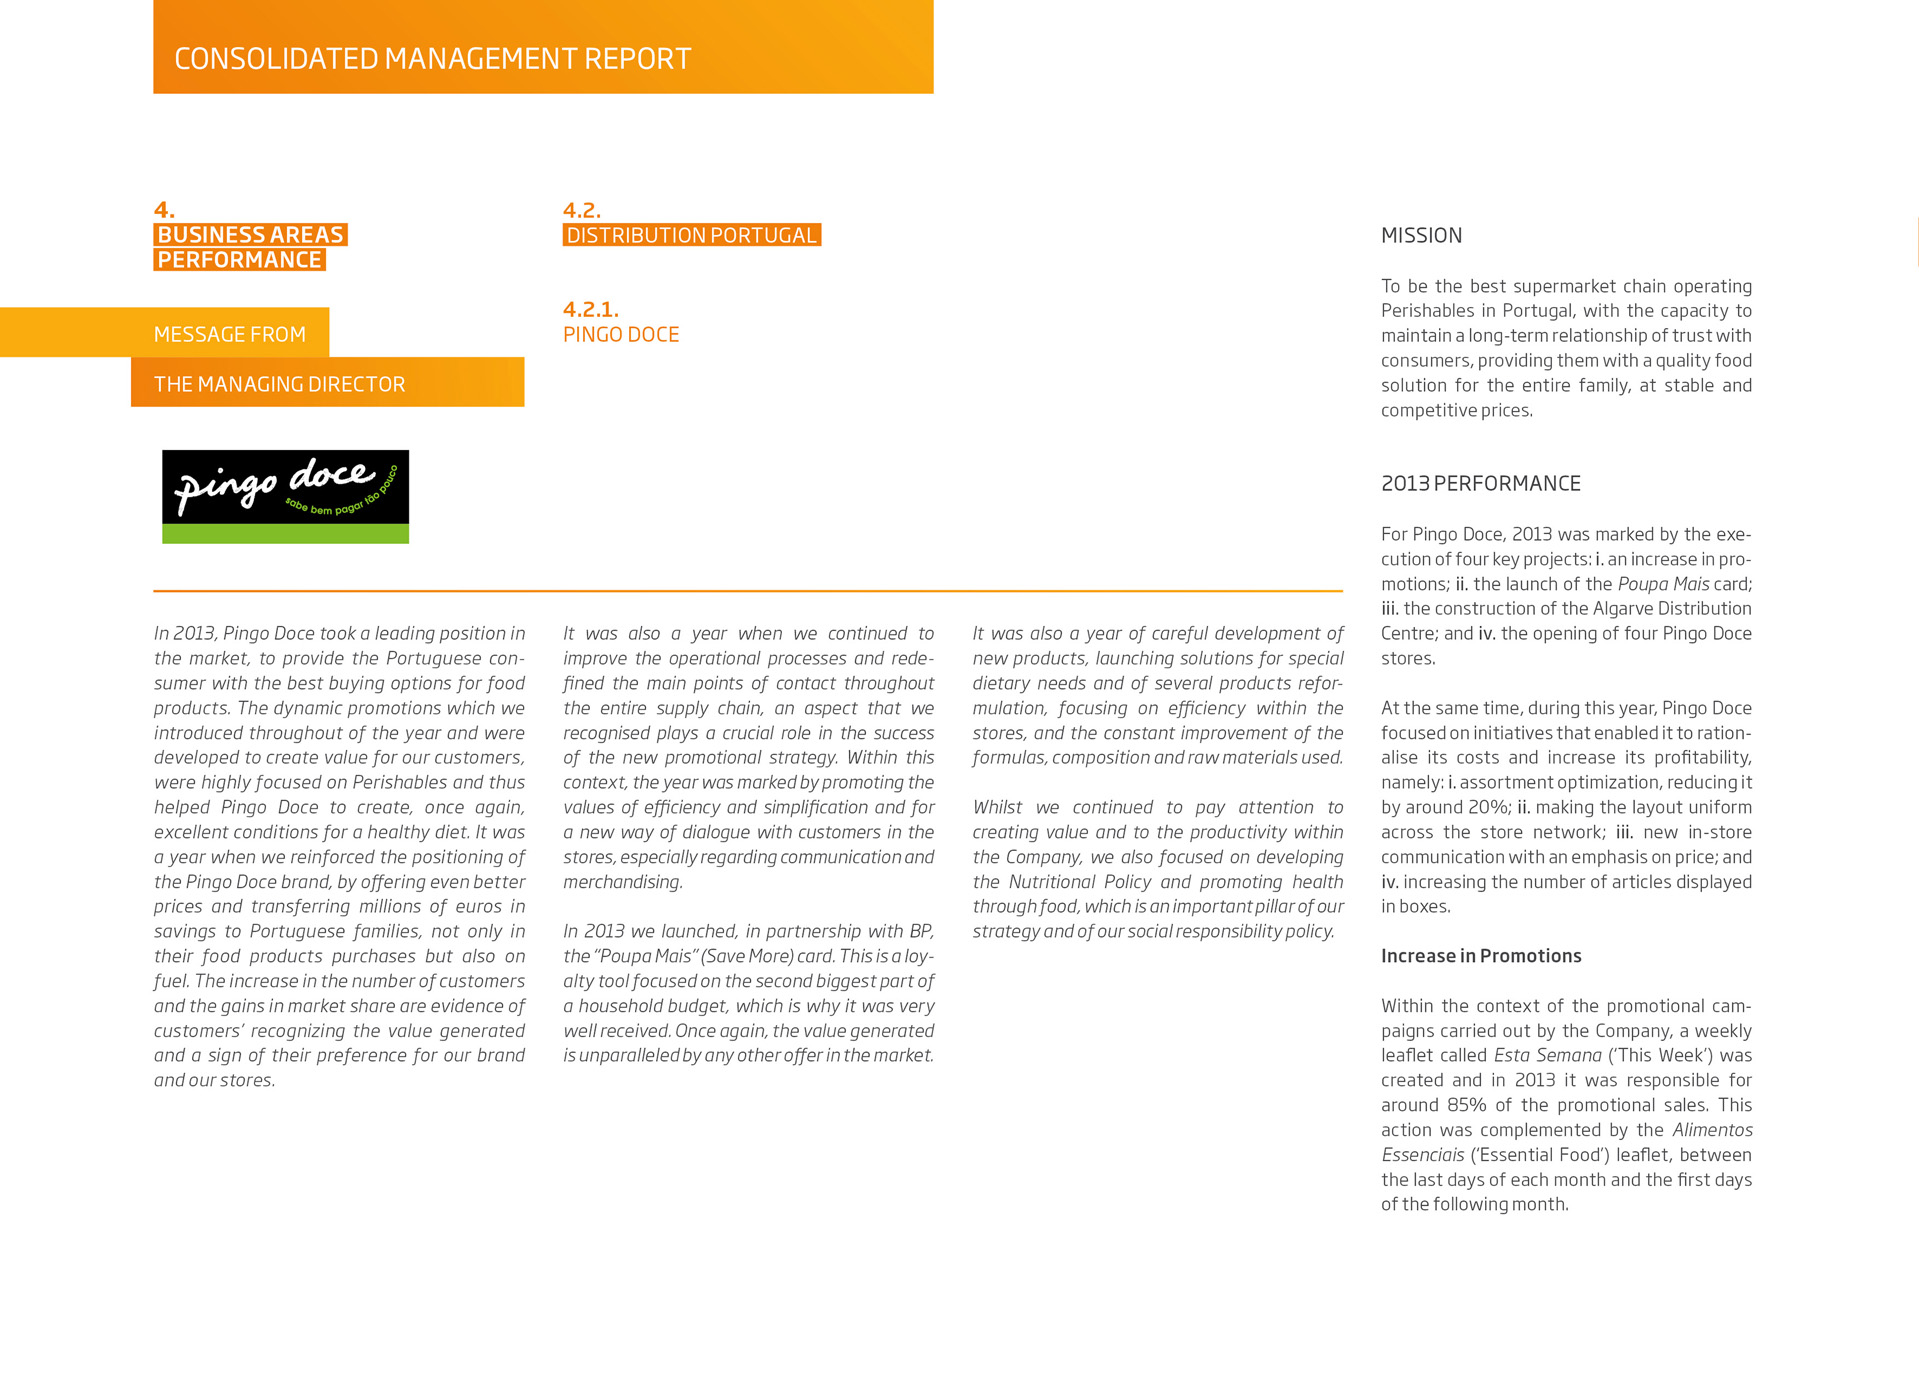 CONSOLIDATED MANAGEMENT REPORT
4.
BUSINESS AREAS
PERFORMANCE
4.2.
DISTRIBUTION PORTUGAL
4.2.1.
PINGO DOCE
MESSAGE FROM
THE MANAGING DIRECTOR
pingo doce
sabe bem pagar tão pouco
In 2013, Pingo Doce took a leading position in
the market, to provide the Portuguese con-
sumer with the best buying options for food
products. The dynamic promotions which we
introduced throughout of the year and were
developed to create value for our customers,
were highly focused on Perishables and thus
helped Pingo Doce to create, once again,
excellent conditions for a healthy diet. It was
a year when we reinforced the positioning of
the Pingo Doce brand, by offering even better
prices and transferring millions of euros in
savings to Portuguese families, not only in
their food products purchases but also on
fuel. The increase in the number of customers
and the gains in market share are evidence of
customers’ recognizing the value generated
and a sign of their preference for our brand
and our stores.
It was also a year when we continued to
improve the operational processes and rede-
fined the main points of contact throughout
the entire supply chain, an aspect that we
recognised plays a crucial role in the success
of the new promotional strategy. Within this
context, the year was marked by promoting the
values of efficiency and simplification and for
a new way of dialogue with customers in the
stores, especially regarding communication and
merchandising.
In 2013 we launched, in partnership with BP,
the “Poupa Mais” (Save More) card. This is a loy-
alty tool focused on the second biggest part of
a household budget, which is why it was very
well received. Once again, the value generated
is unparalleled by any other offer in the market.
It was also a year of careful development of
new products, launching solutions for special
dietary needs and of several products refor-
mulation, focusing on efficiency within the
stores, and the constant improvement of the
formulas, composition and raw materials used.
Whilst we continued to pay attention to
creating value and to the productivity within
the Company, we also focused on developing
the Nutritional Policy and promoting health
through food, which is an important pillar of our
strategy and of our social responsibility policy.
MISSION
To be the best supermarket chain operating
Perishables in Portugal, with the capacity to
maintain a long-term relationship of trust with
consumers, providing them with a quality food
solution for the entire family, at stable and
competitive prices.
2013 PERFORMANCE
For Pingo Doce, 2013 was marked by the exe-
cution of four key projects: i. an increase in pro-
motions; ii. the launch of the Poupa Mais card;
iii. the construction of the Algarve Distribution
Centre; and iv. the opening of four Pingo Doce
stores.
At the same time, during this year, Pingo Doce
focused on initiatives that enabled it to ration-
alise its costs and increase its profitability,
namely: i. assortment optimization, reducing it
by around 20%; ii. making the layout uniform
across the store network; iii. new in-store
communication with an emphasis on price; and
iv. increasing the number of articles displayed
in boxes.
Increase in Promotions
Within the context of the promotional cam-
paigns carried out by the Company, a weekly
leaflet called Esta Semana (‘This Week’) was
created and in 2013 it was responsible for
around 85% of the promotional sales. This
action was complemented by the Alimentos
Essenciais (‘Essential Food’) leaflet, between
the last days of each month and the first days
of the following month.